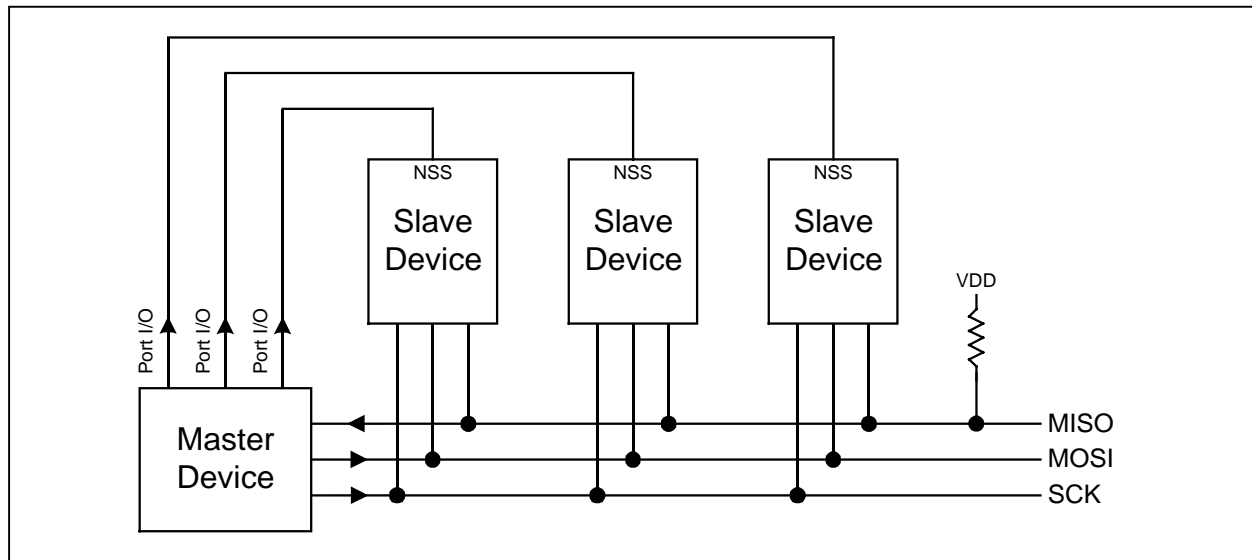 NSS
Slave
Device
NSS
Slave
Device
NSS
Slave
Device
VDD
Port I/O
Port I/O
Port I/O
Master
Device
MISO
MOSI
SCK